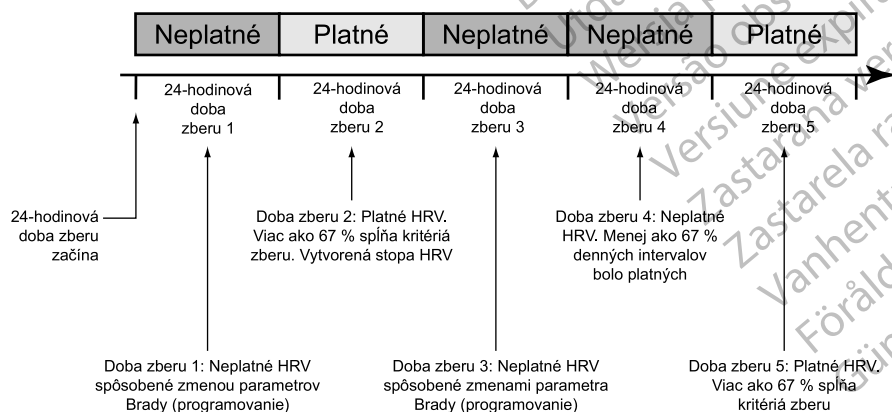 Neplatné Platné Neplatné Neplatné Platné
24-hodinová doba zberu 1
24-hodinová doba zberu 2
24-hodinová doba zberu 3
24-hodinová doba zberu 4
24-hodinová doba zberu 5
24-hodinová
doba zberu
začína
Doba zberu 2: Platné HRV.
Viac ako 67 % spĺňa kritériá
zberu. Vytvorená stopa HRV
Doba zberu 4: Neplatné
HRV. Menej ako 67 %
denných intervalov
bolo platných
Doba zberu 1: Neplatné HRV
spôsobené zmenou parametrov
Brady (programovanie)
Doba zberu 3: Neplatné HRV
spôsobené zmenami parametra
Brady (programovanie)
Doba zberu 5: Platné HRV.
Viac ako 67 % spĺňa
kritériá zberu
Versão
Versiune
Zastarana
Zastarela